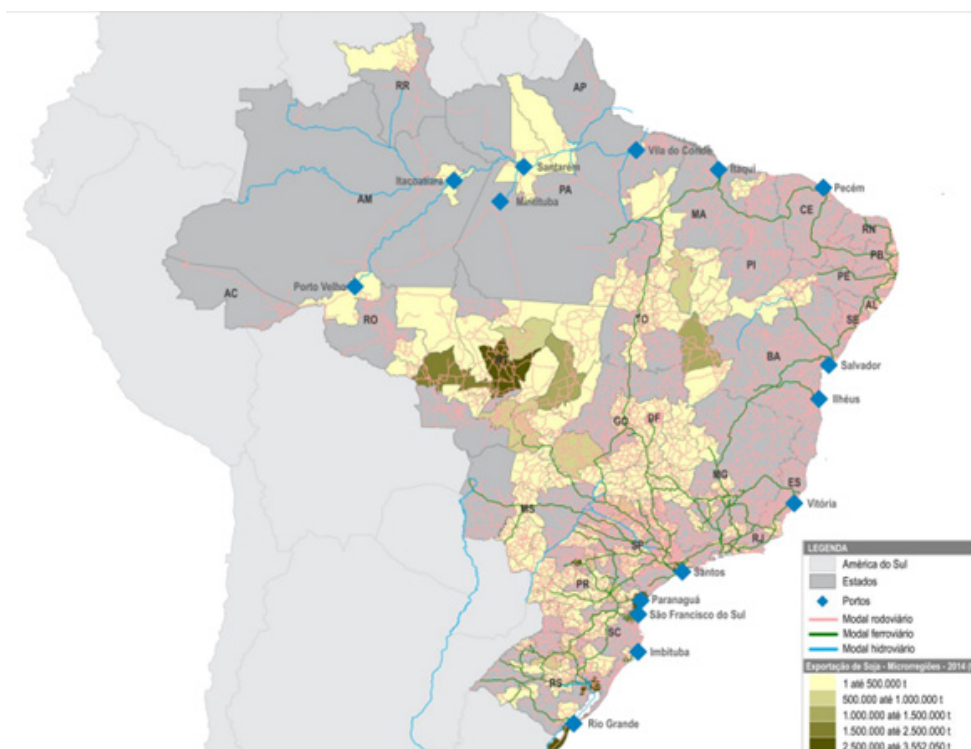 RR
AP
Vila do Conde
Santarém
Itaqui
Itacoatiara
Pecém
PA
Miritituba
AM
MA
CE
RN
PB
PI
PE
Porto Velho
AC
AL
RO
TO
SE
BA
Salvador
Ilhéus
GO
DF
MG
ES
Vitória
MS
SP
RJ
Santos
PR
Paranaguá
São Francisco do Sul
SC
Imbituba
RS
Rio Grande
LEGENDA
América do Sul
Estados
Portos
Modal rodoviário
Modal ferroviário
Modal hidroviário
Exportação de Soja - Microrregiões - 2014 (
1 até 500.000 t
500.000 até 1.000.000 t
1.000.000 até 1.500.000 t
1.500.000 até 2.500.000 t
2.500.000 até 3.552.050 t